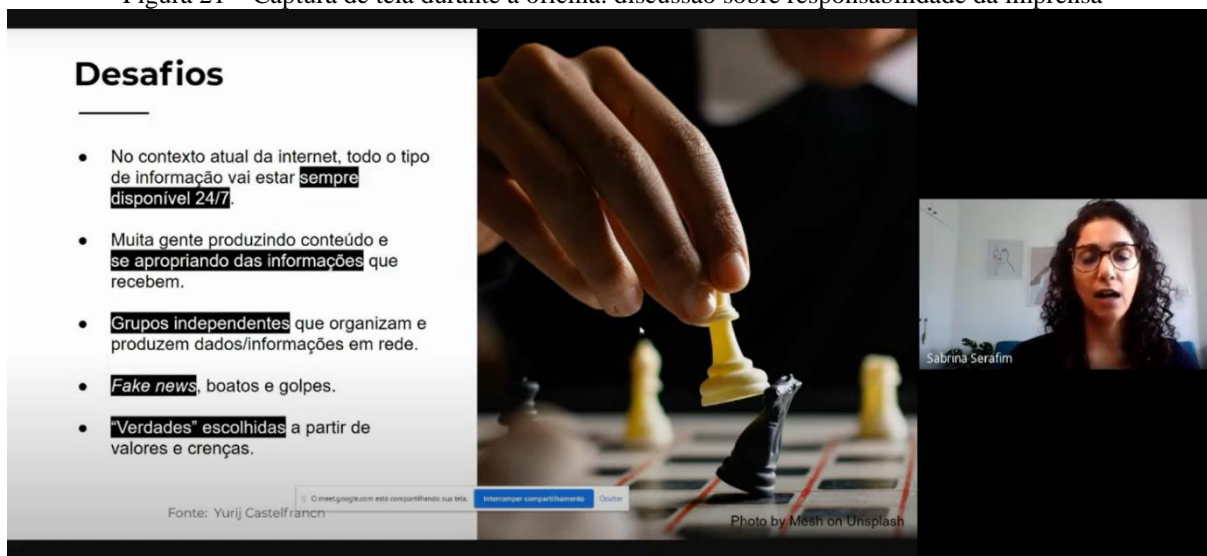 Figura 21 – Captura de tela durante a oficina: discussão sobre responsabilidade da imprensa
Desafios
● No contexto atual da internet, todo o tipo
de informação vai estar sempre
disponível 24/7.
● Muita gente produzindo conteúdo e
se apropriando das informações que
recebem.
● Grupos independentes que organizam e
produzem dados/informações em rede.
● Fake news, boatos e golpes.
● “Verdades” escolhidas a partir de
valores e crenças.
O meet.google.com está compartilhando sua tela. Interromper compartilhamento Ocultar
Fonte: Yurij Castelfranch
Photo by Mesh on Unsplash
Sabrina Serafim